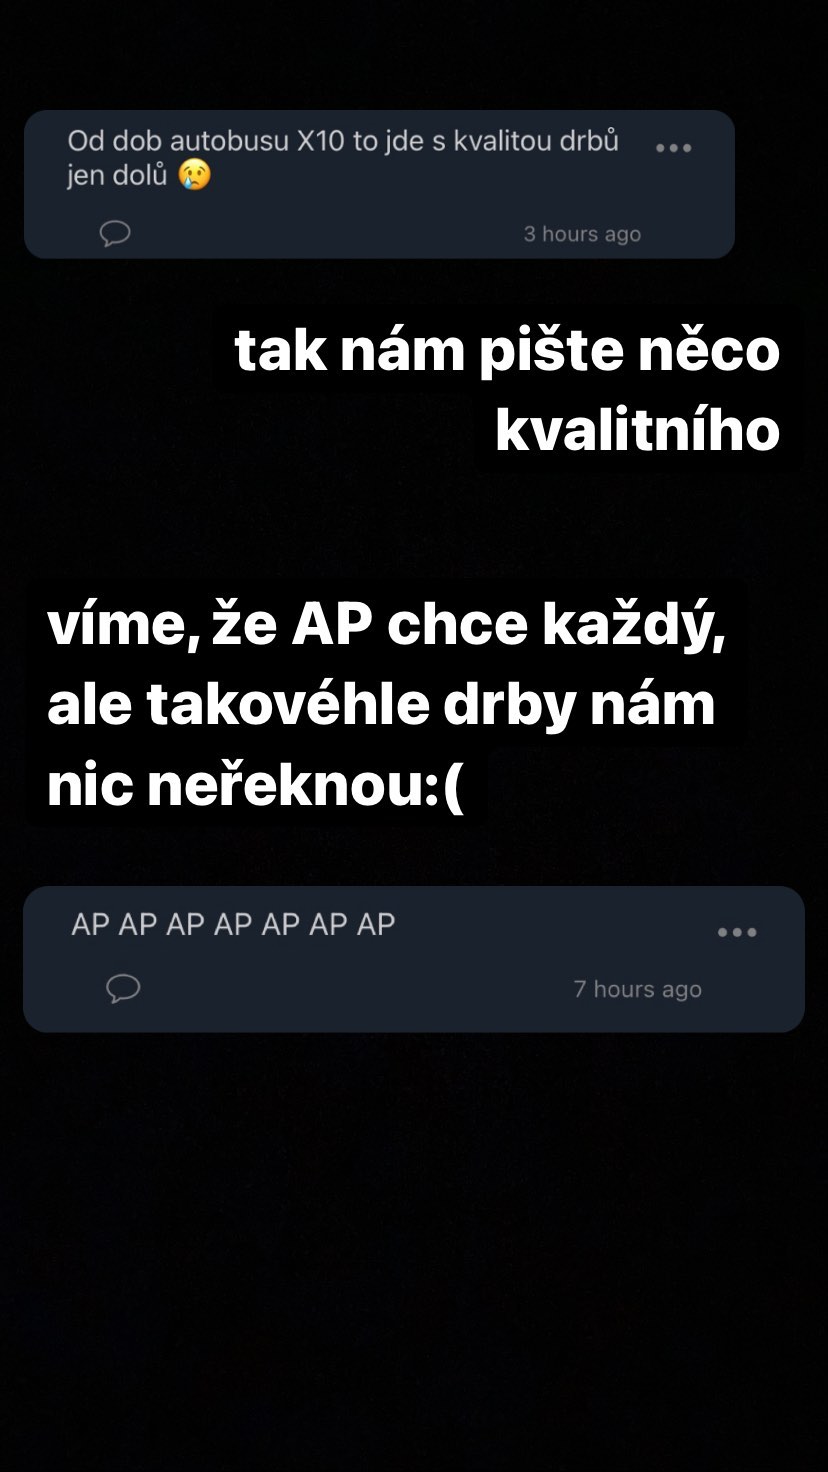 Od dob autobusu X10 to jde s kvalitou drbů
jen dolů 😢
3 hours ago
tak nám pište něco
kvalitního
víme, že AP chce každý,
ale takovéhle drby nám
nic neřeknou:(
AP AP AP AP AP AP AP
7 hours ago